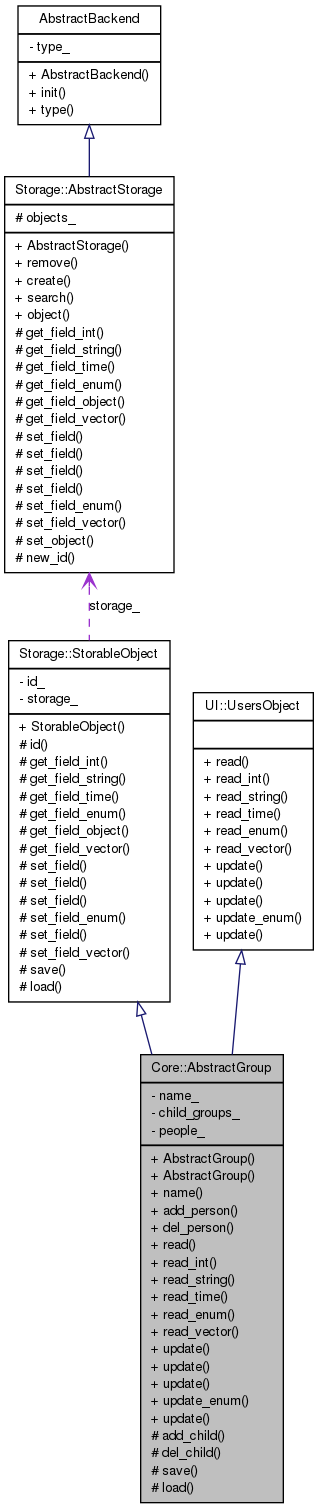 AbstractBackend
- type_
+ AbstractBackend()
+ init()
+ type()
Storage::AbstractStorage
# objects_
+ AbstractStorage()
+ remove()
+ create()
+ search()
+ object()
# get_field_int()
# get_field_string()
# get_field_time()
# get_field_enum()
# get_field_object()
# get_field_vector()
# set_field()
# set_field()
# set_field()
# set_field()
# set_field_enum()
# set_field_vector()
# set_object()
# new_id()
storage_
Storage::StorableObject
- id_
- storage_
+ StorableObject()
# id()
# get_field_int()
# get_field_string()
# get_field_time()
# get_field_enum()
# get_field_object()
# get_field_vector()
# set_field()
# set_field()
# set_field()
# set_field_enum()
# set_field()
# set_field_vector()
# save()
# load()
UI::UsersObject
+ read()
+ read_int()
+ read_string()
+ read_time()
+ read_enum()
+ read_vector()
+ update()
+ update()
+ update()
+ update_enum()
+ update()
Core::AbstractGroup
- name_
- child_groups_
- people_
+ AbstractGroup()
+ AbstractGroup()
+ name()
+ add_person()
+ del_person()
+ read()
+ read_int()
+ read_string()
+ read_time()
+ read_enum()
+ read_vector()
+ update()
+ update()
+ update()
+ update_enum()
+ update()
# add_child()
# del_child()
# save()
# load()